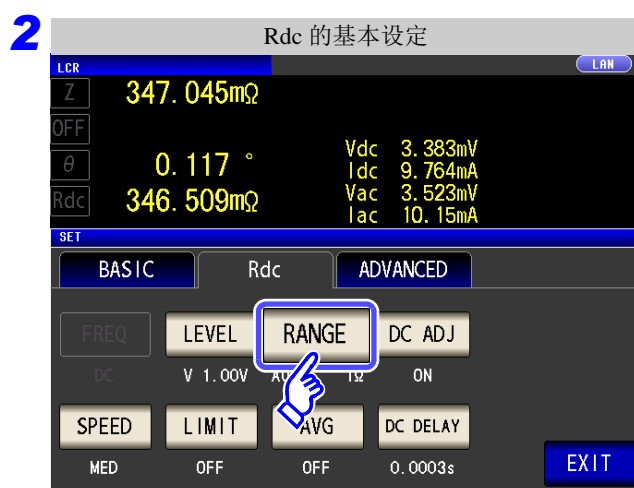 2
Rdc 的基本设定
LCR LAN
Z 347.045mΩ
OFF
θ 0.117 °
Rdc 346.509mΩ
Vdc 3.383mV
Idc 9.764mA
Vac 3.523mV
Iac 10.15mA
SET
BASIC Rdc ADVANCED
FREQ LEVEL RANGE DC ADJ
DC V 1.00V 1Ω ON
SPEED LIMIT AVG DC DELAY
MED OFF OFF 0.0003s
EXIT